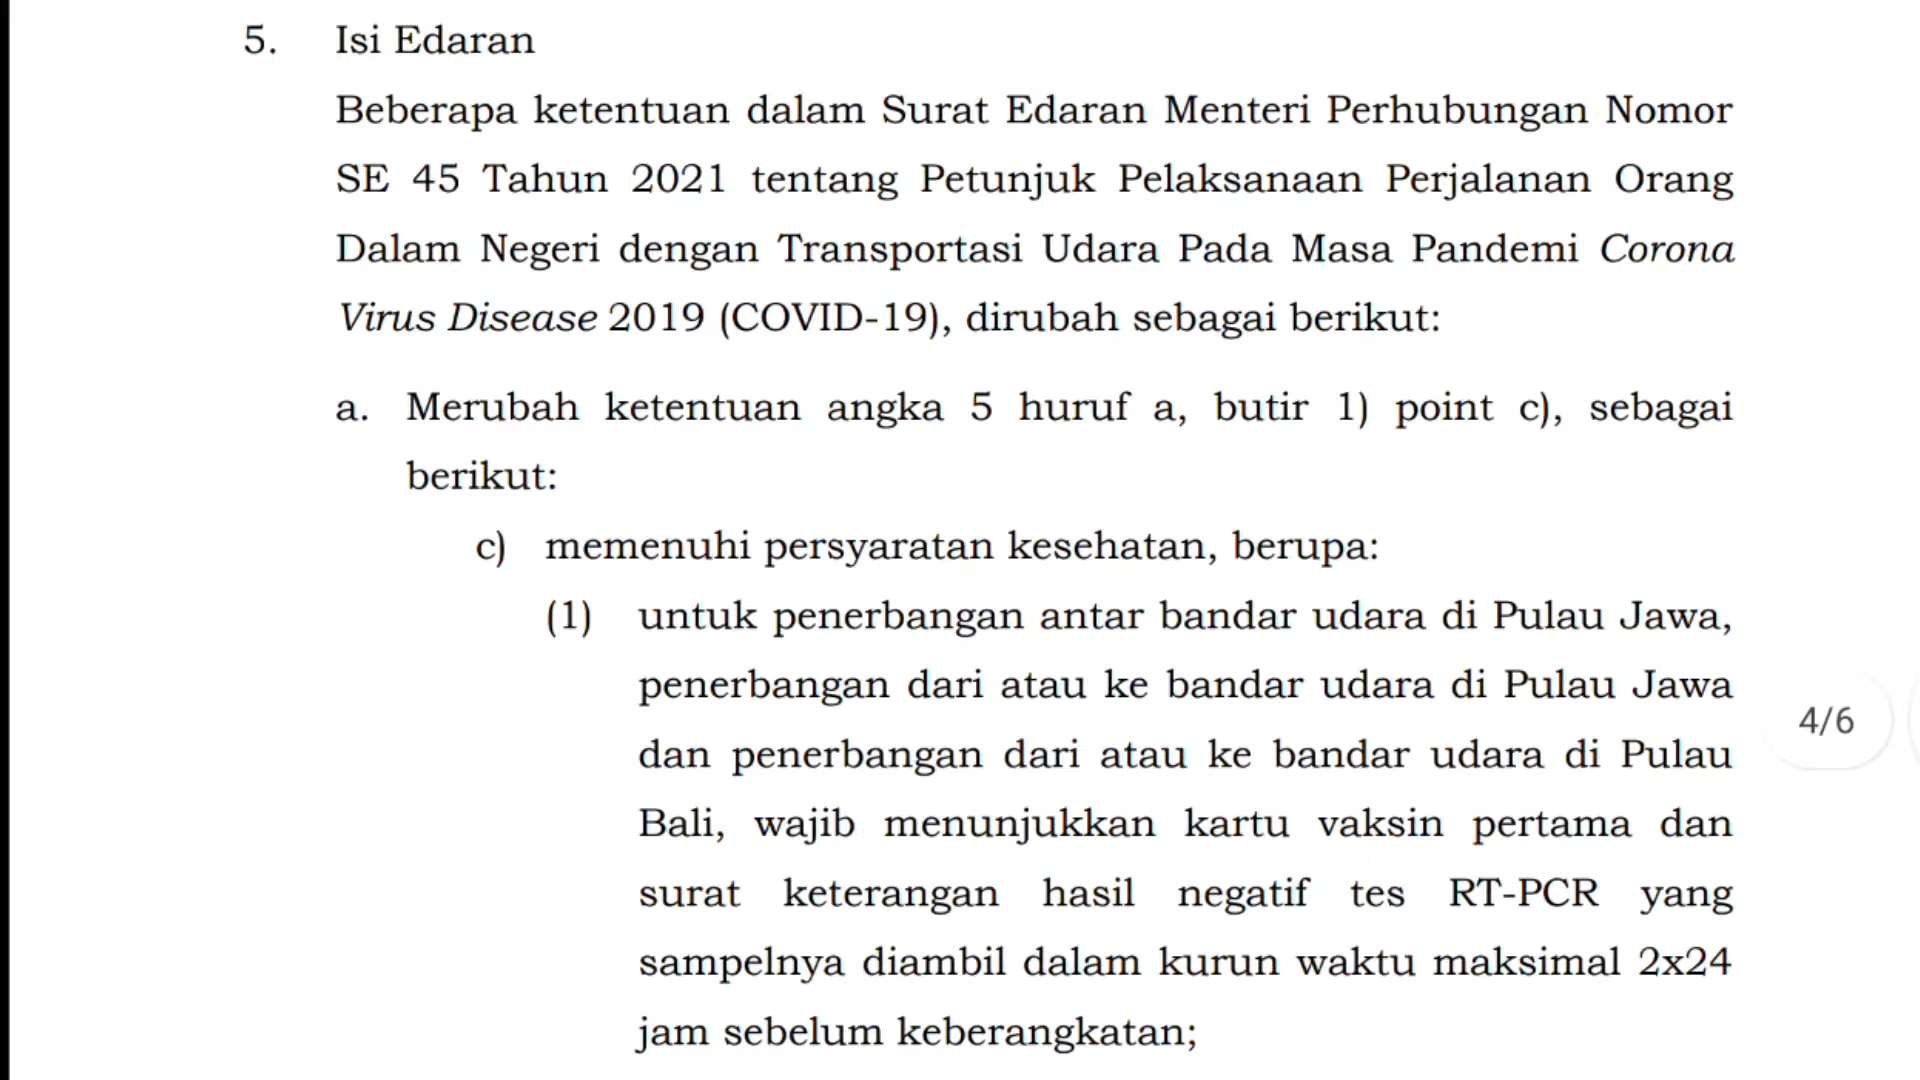 5. Isi Edaran
Beberapa ketentuan dalam Surat Edaran Menteri Perhubungan Nomor
SE 45 Tahun 2021 tentang Petunjuk Pelaksanaan Perjalanan Orang
Dalam Negeri dengan Transportasi Udara Pada Masa Pandemi Corona
Virus Disease 2019 (COVID-19), dirubah sebagai berikut:
a. Merubah ketentuan angka 5 huruf a, butir 1) point c), sebagai
berikut:
c) memenuhi persyaratan kesehatan, berupa:
(1) untuk penerbangan antar bandar udara di Pulau Jawa,
penerbangan dari atau ke bandar udara di Pulau Jawa
dan penerbangan dari atau ke bandar udara di Pulau
Bali, wajib menunjukkan kartu vaksin pertama dan
surat keterangan hasil negatif tes RT-PCR yang
sampelnya diambil dalam kurun waktu maksimal 2x24
jam sebelum keberangkatan;
4/6